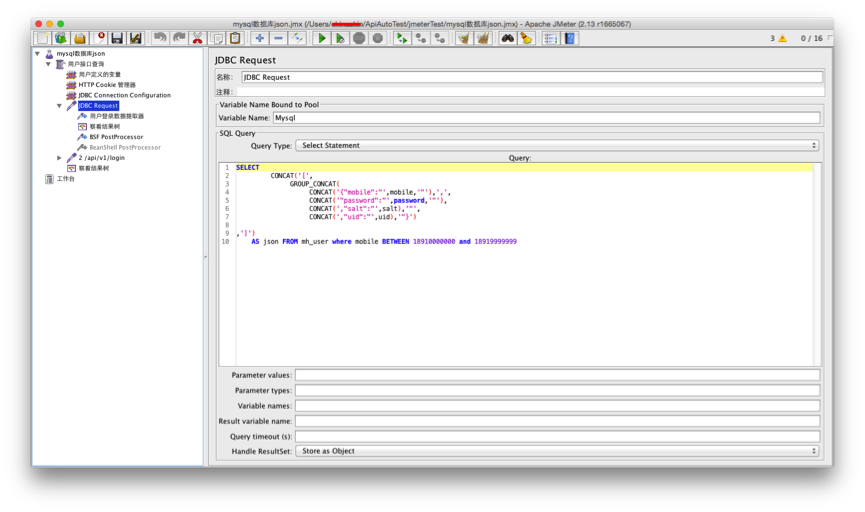 mysql数据库json.jmx (/Users/ /ApiAutoTest/jmeterTest/mysql数据库json.jmx) - Apache JMeter (2.13 r1665067)
3 0 / 16
mysql数据库json
用户接口查询
用户定义的变量
HTTP Cookie 管理器
JDBC Connection Configuration
JDBC Request
用户登录数据提取器
察看结果树
BSF PostProcessor
BeanShell PostProcessor
2 /api/v1/login
察看结果树
工作台
JDBC Request
名称: JDBC Request
注释:
Variable Name Bound to Pool
Variable Name: Mysql
SQL Query
Query Type: Select Statement
Query:
1 SELECT
2 CONCAT('[',
3 GROUP_CONCAT(
4 CONCAT('{"mobile":"',mobile,'"'),',',
5 CONCAT('"password":"',password,'"'),
6 CONCAT(',"salt":"',salt),'"',
7 CONCAT(',"uid":"',uid),'"}')
8
9 ,']')
10 AS json FROM mh_user where mobile BETWEEN 18910000000 and 18919999999
Parameter values:
Parameter types:
Variable names:
Result variable name:
Query timeout (s):
Handle ResultSet: Store as Object